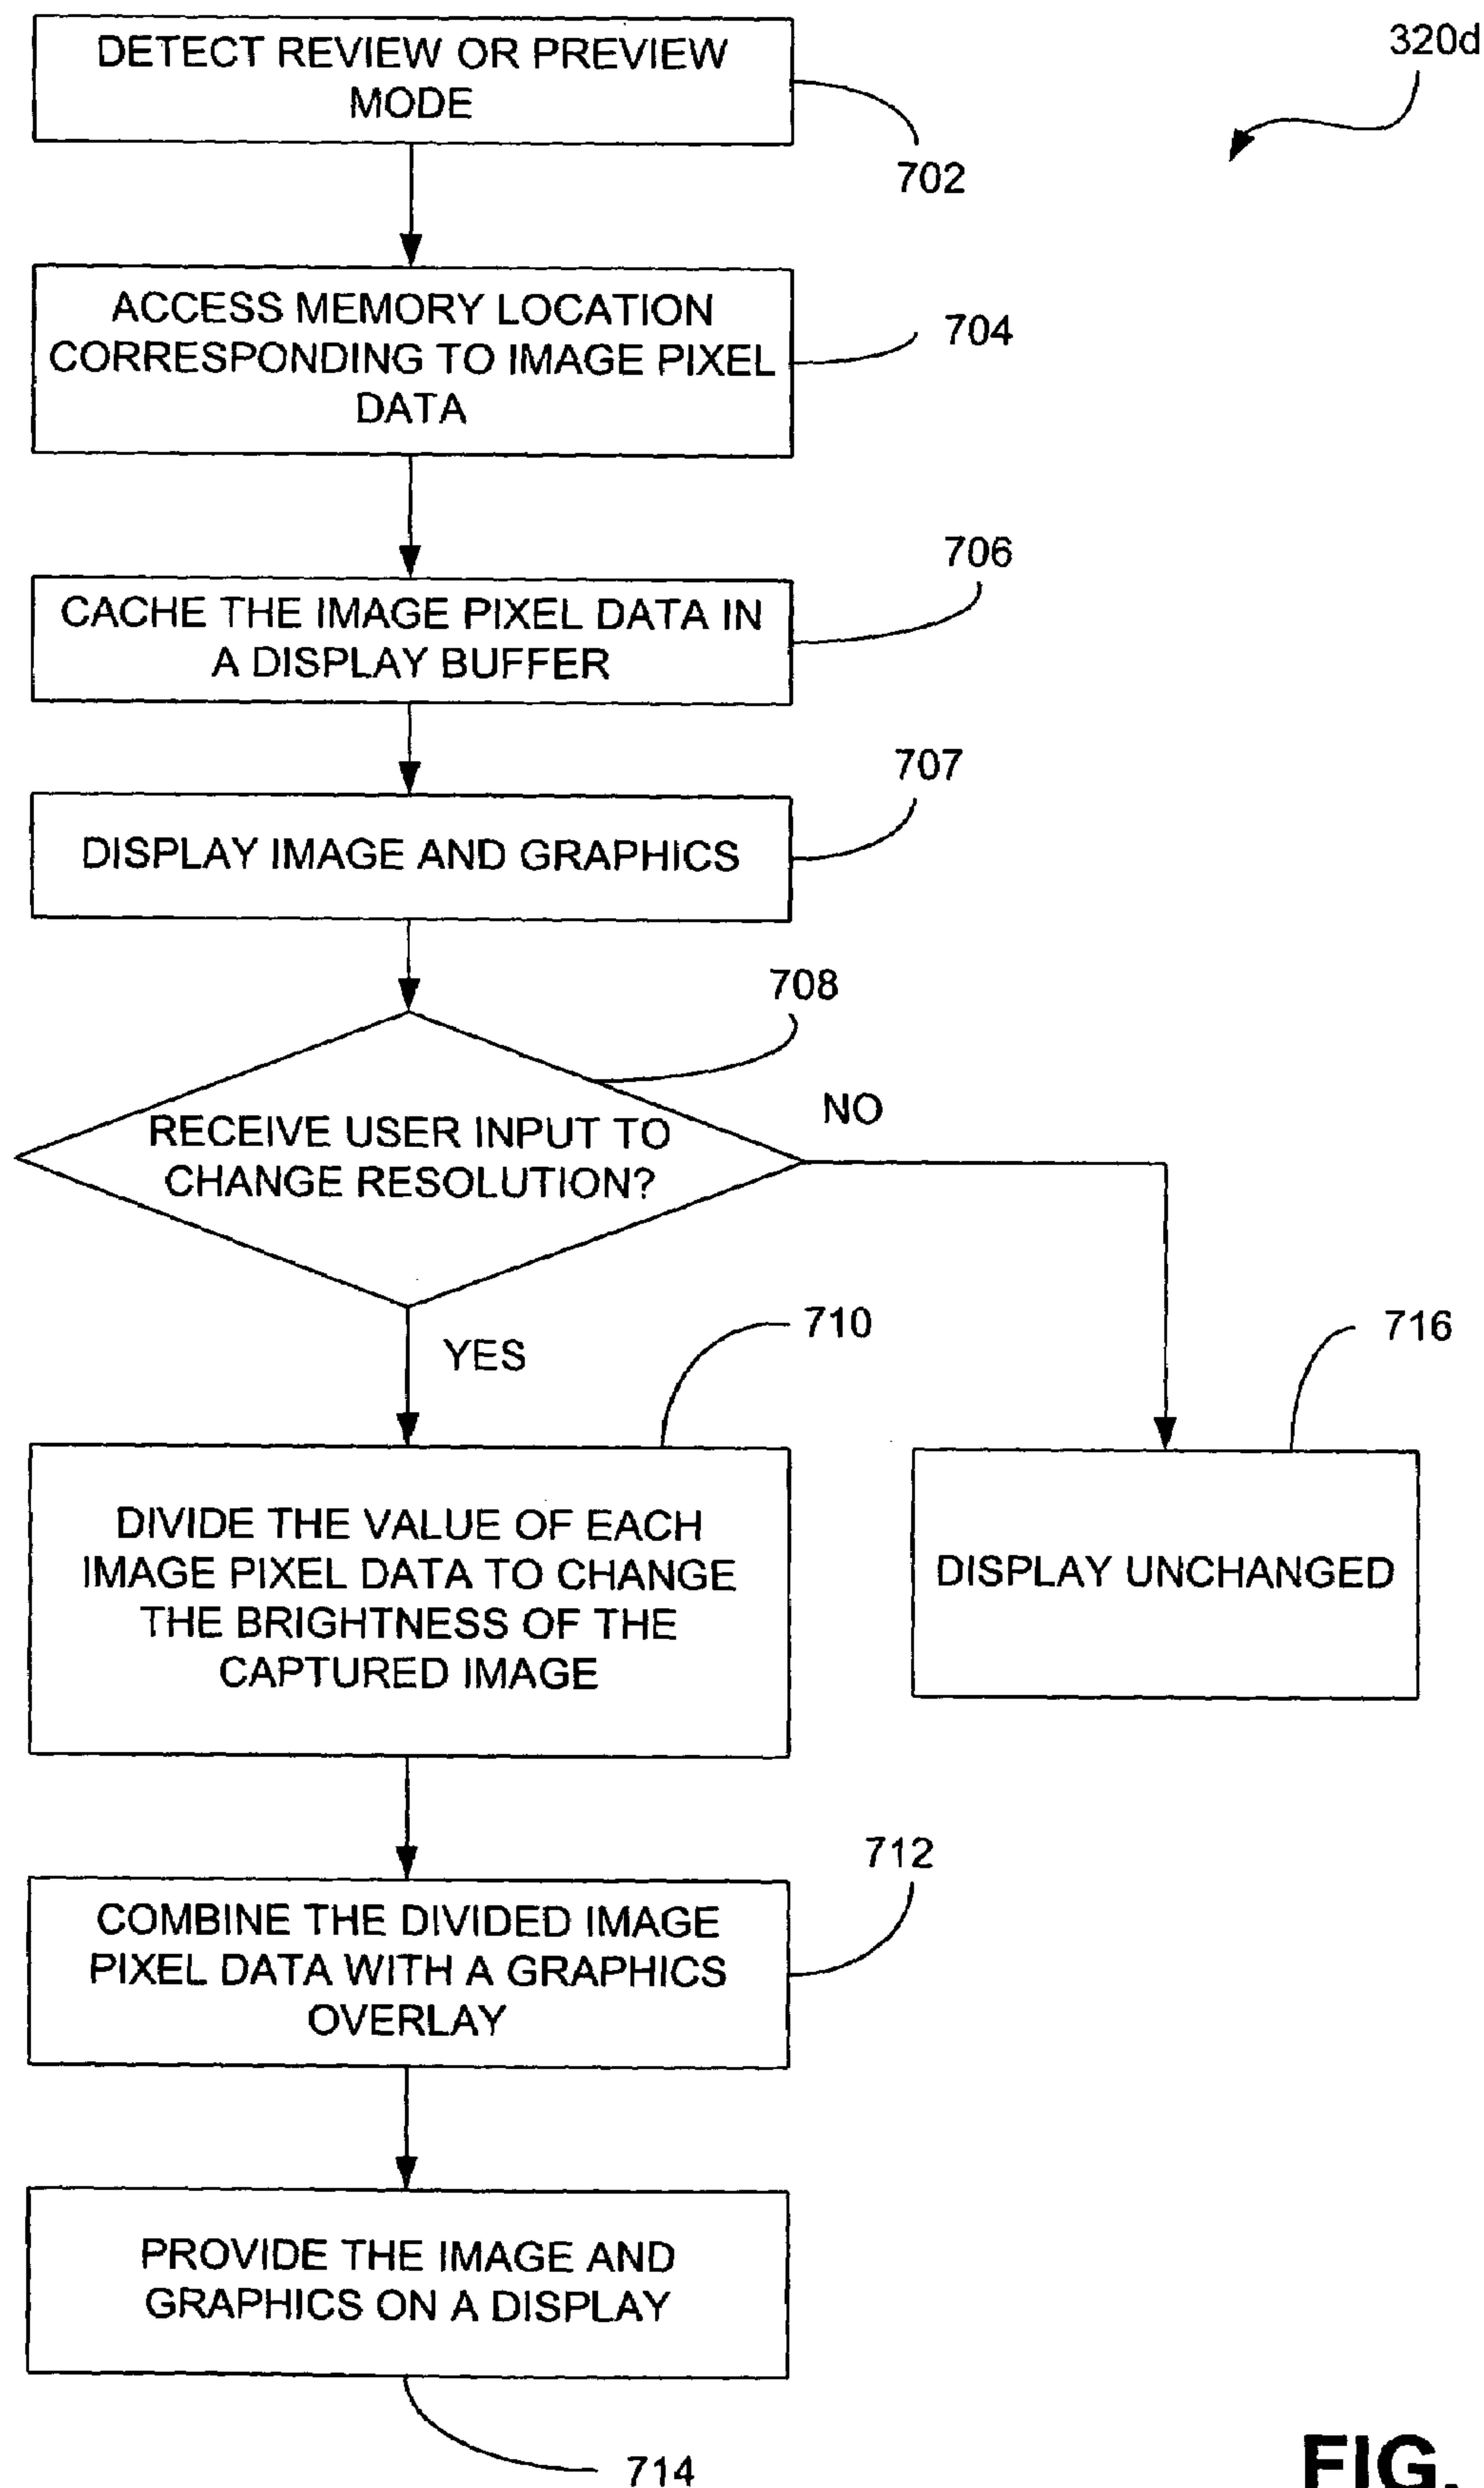 320d
DETECT REVIEW OR PREVIEW
MODE
702
ACCESS MEMORY LOCATION
CORRESPONDING TO IMAGE PIXEL
DATA
704
706
CACHE THE IMAGE PIXEL DATA IN
A DISPLAY BUFFER
707
DISPLAY IMAGE AND GRAPHICS
708
RECEIVE USER INPUT TO
CHANGE RESOLUTION?
NO
YES
710
716
DIVIDE THE VALUE OF EACH
IMAGE PIXEL DATA TO CHANGE
THE BRIGHTNESS OF THE
CAPTURED IMAGE
DISPLAY UNCHANGED
712
COMBINE THE DIVIDED IMAGE
PIXEL DATA WITH A GRAPHICS
OVERLAY
PROVIDE THE IMAGE AND
GRAPHICS ON A DISPLAY
714
FIG.